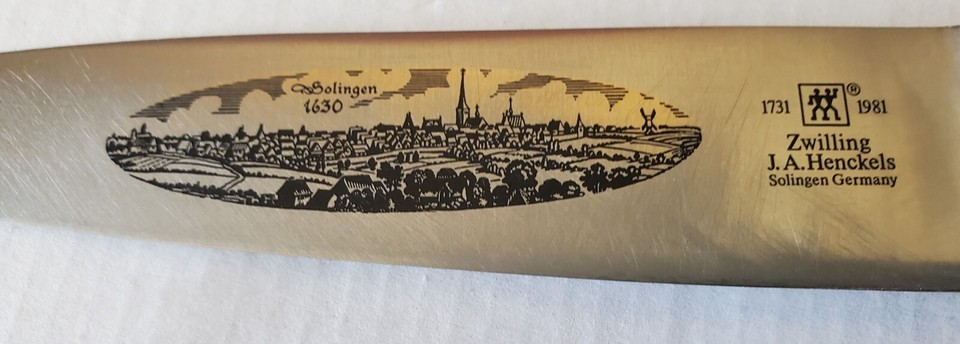 Solingen
1630
1731 ® 1981
Zwilling
J.A.Henckels
Solingen Germany